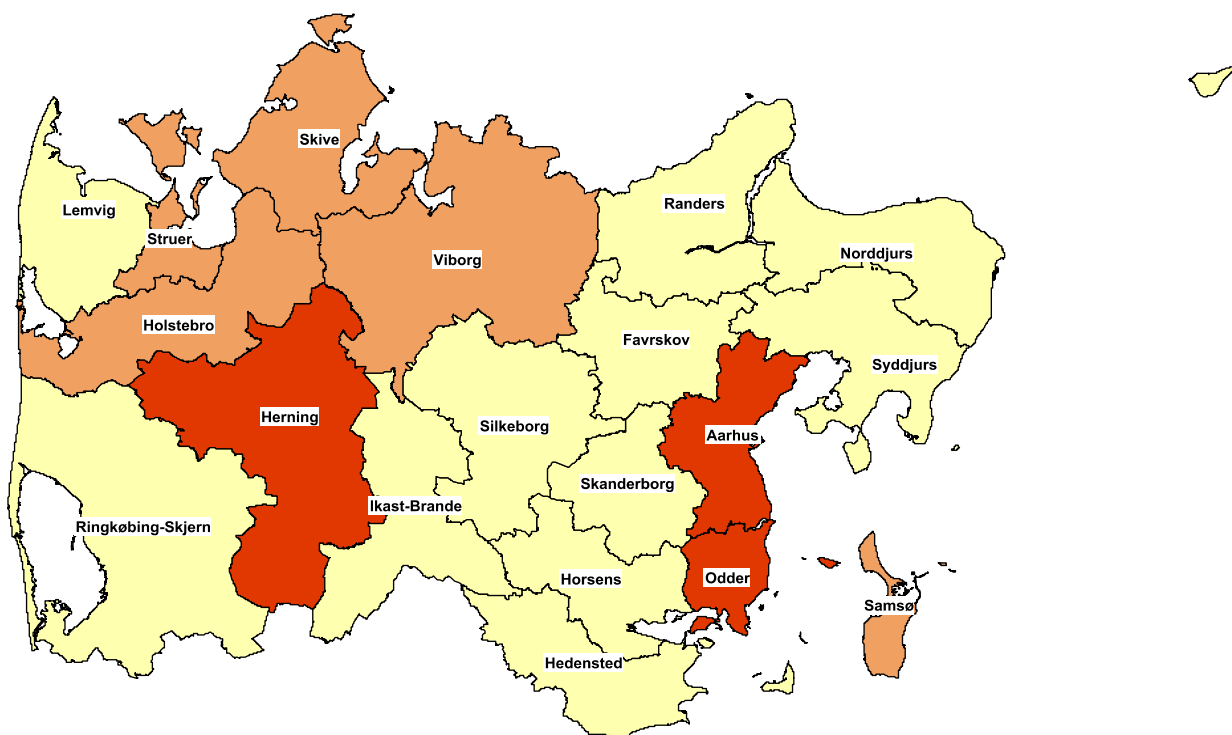 Skive
Randers
Lemvig
Struer
Norddjurs
Viborg
Holstebro
Favrskov
Syddjurs
Herning
Silkeborg
Aarhus
Skanderborg
Ikast-Brande
Ringkøbing-Skjern
Horsens
Odder
Samsø
Hedensted